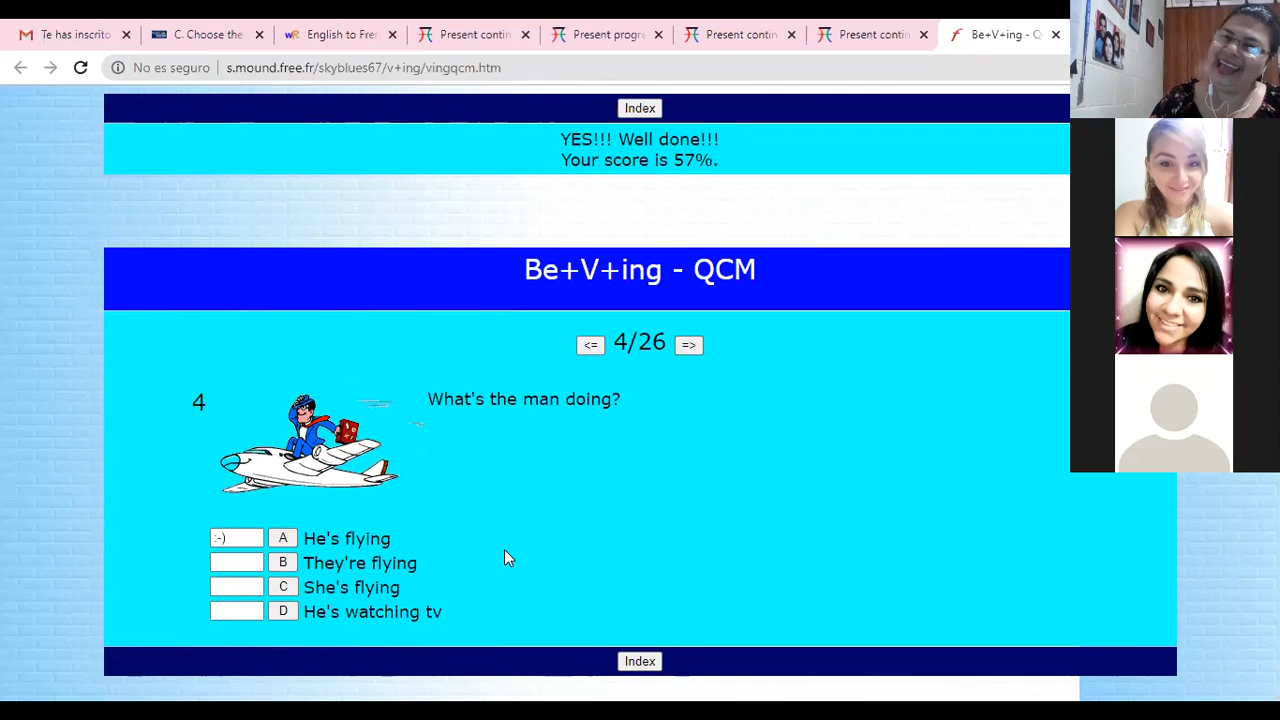 Te has inscrito
C. Choose the
English to Fren
Present contin
Present progre
Present contin
Present contin
Be+V+ing - Q
No es seguro
s.mound.free.fr/skyblues67/v+ing/vingqcm.htm
Index
YES!!! Well done!!!
Your score is 57%.
Be+V+ing - QCM
<= 4/26 =>
4
What's the man doing?
:-) A He's flying
B They're flying
C She's flying
D He's watching tv
Index